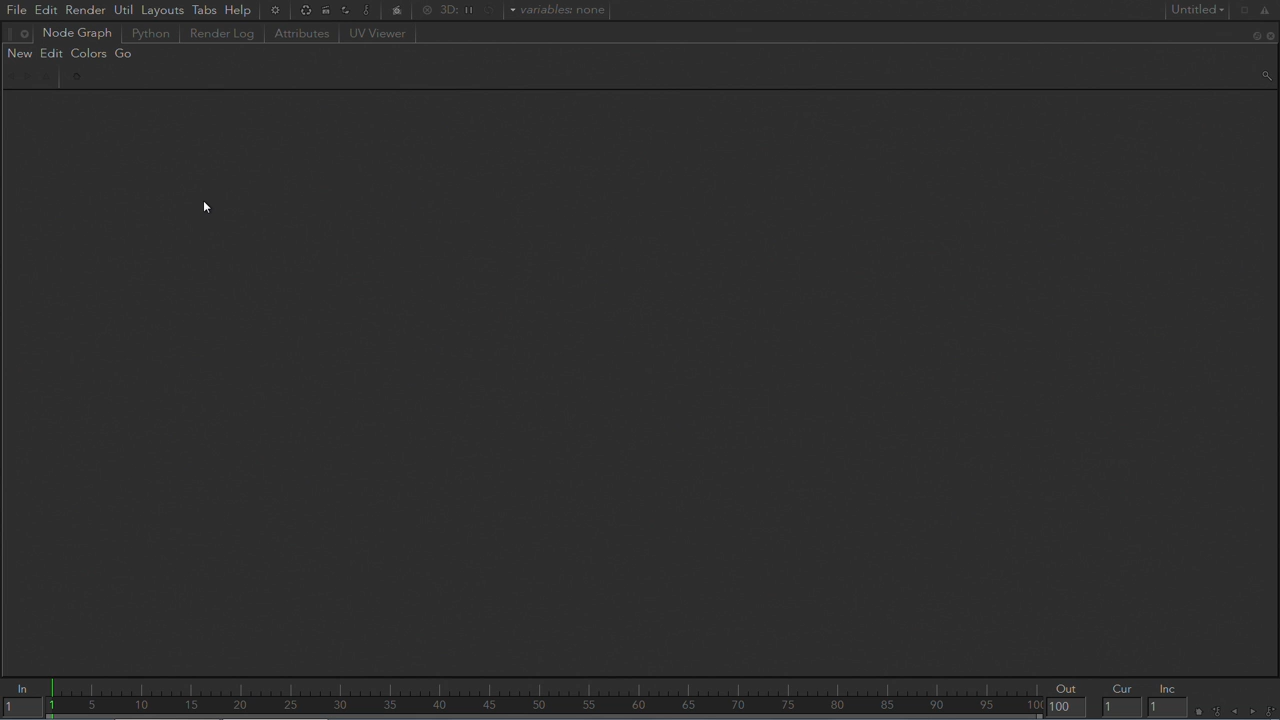 File Edit Render Util Layouts Tabs Help 3D: variables: none Untitled
Node Graph Python Render Log Attributes UV Viewer
New Edit Colors Go
In Out Cur Inc
1 1 5 10 15 20 25 30 35 40 45 50 55 60 65 70 75 80 85 90 95 100 100 1 1